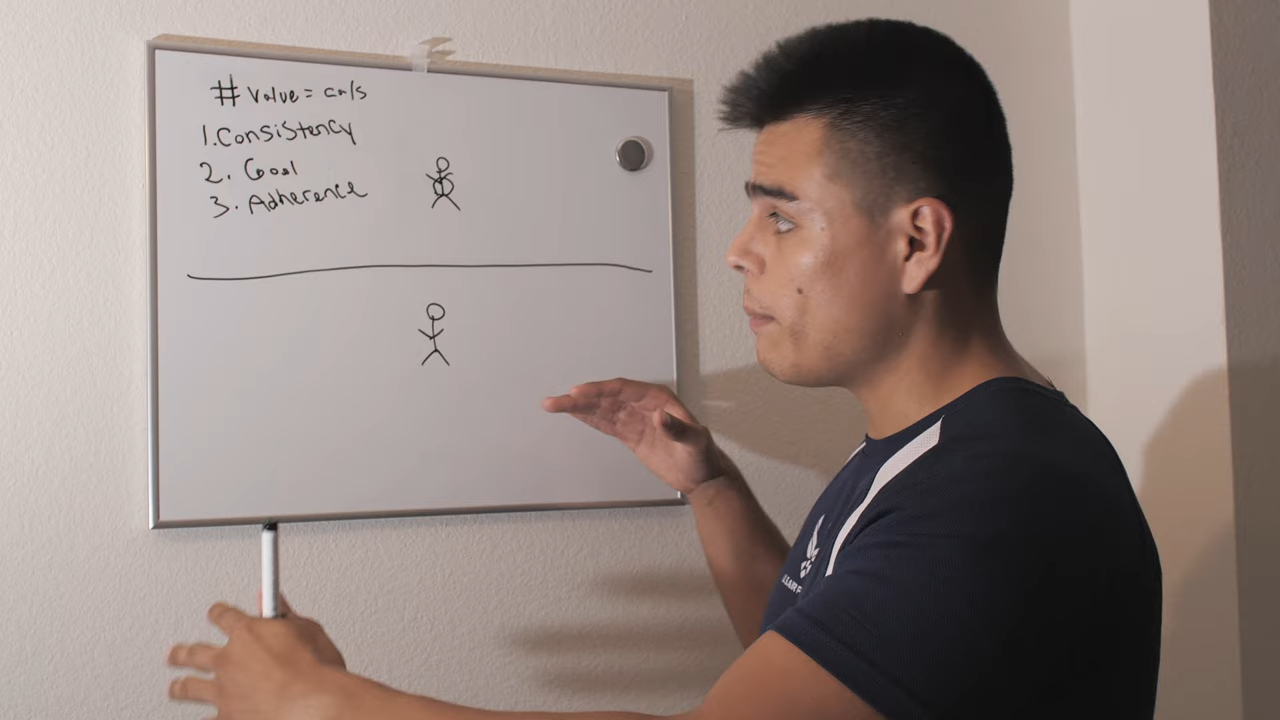 # Value = cals
1. Consistency
2. Goal
3. Adherence